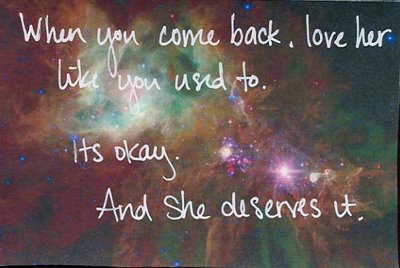 When you come back, love her
like you used to.
Its okay.
And she deserves it.